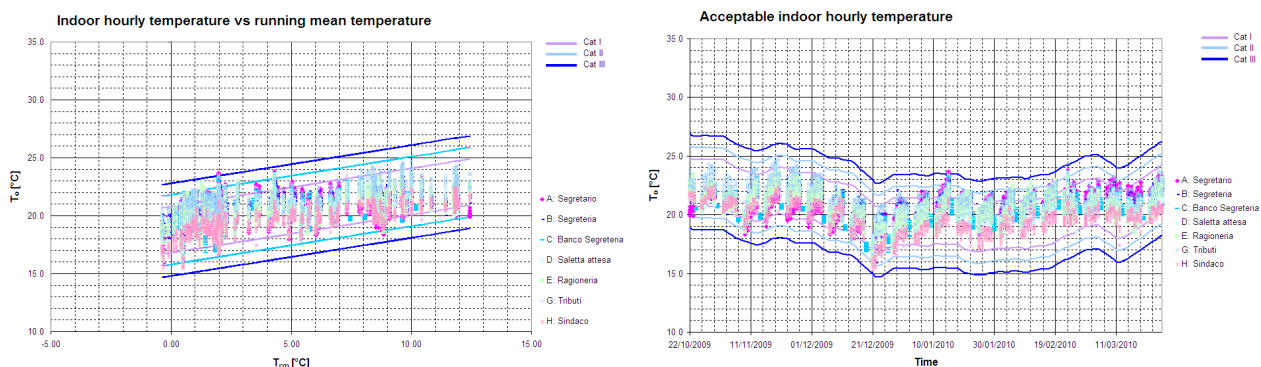 Indoor hourly temperature vs running mean temperature
35.0
30.0
25.0
20.0
15.0
10.0
Tₒ [°C]
-5.00
0.00
5.00
10.00
15.00
Tᵣₘ [°C]
Cat I
Cat II
Cat III
A: Segretario
B: Segreteria
C: Banco Segreteria
D: Saletta attesa
E: Ragioneria
G: Tributi
H: Sindaco
Acceptable indoor hourly temperature
35.0
30.0
25.0
20.0
15.0
10.0
Tₒ [°C]
22/10/2009
11/11/2009
01/12/2009
21/12/2009
10/01/2010
30/01/2010
19/02/2010
11/03/2010
Time
Cat I
Cat II
Cat III
A: Segretario
B: Segreteria
C: Banco Segreteria
D: Saletta attesa
E: Ragioneria
G: Tributi
H: Sindaco